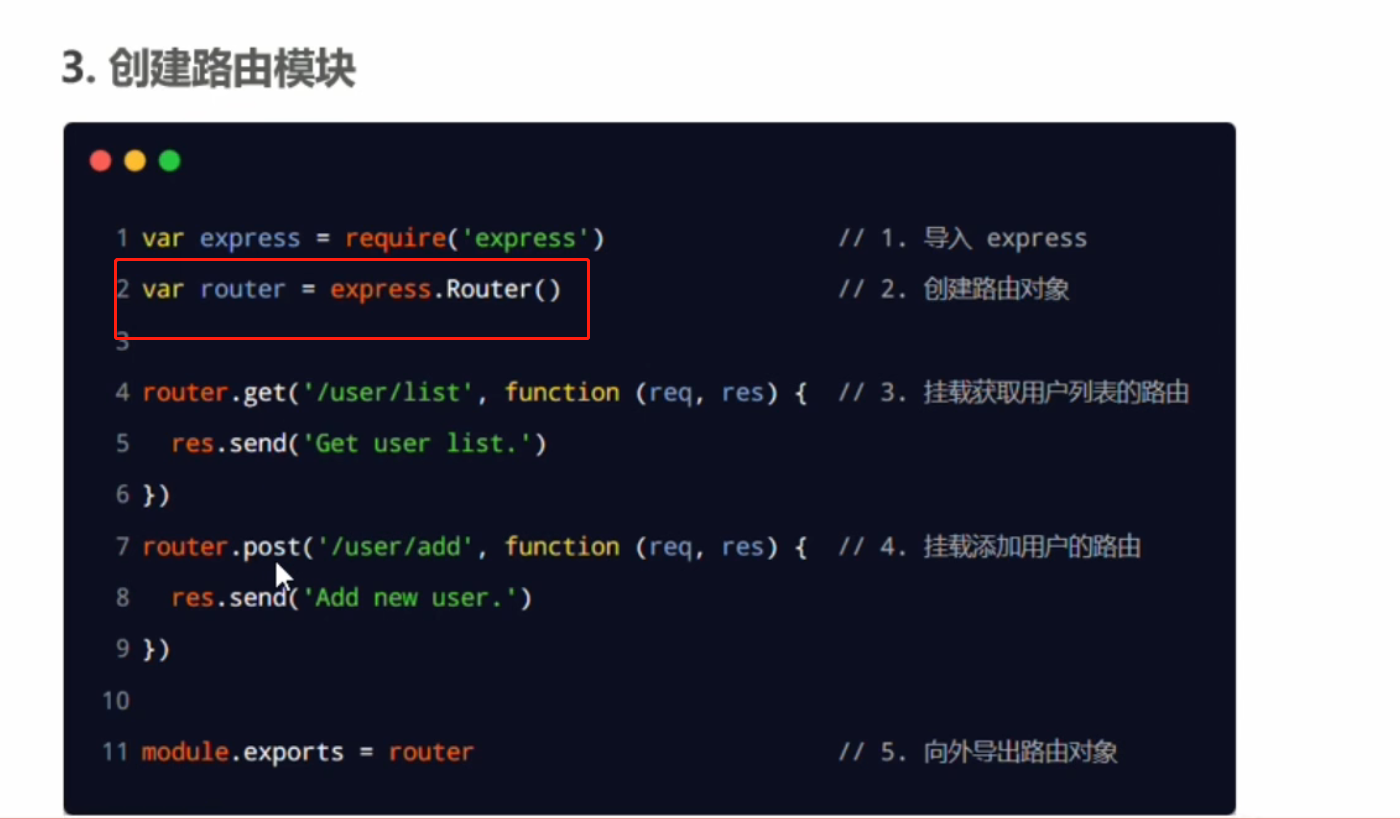 3. 创建路由模块
1 var express = require('express') // 1. 导入 express
2 var router = express.Router() // 2. 创建路由对象
3
4 router.get('/user/list', function (req, res) { // 3. 挂载获取用户列表的路由
5 res.send('Get user list.')
6 })
7 router.post('/user/add', function (req, res) { // 4. 挂载添加用户的路由
8 res.send('Add new user.')
9 })
10
11 module.exports = router // 5. 向外导出路由对象